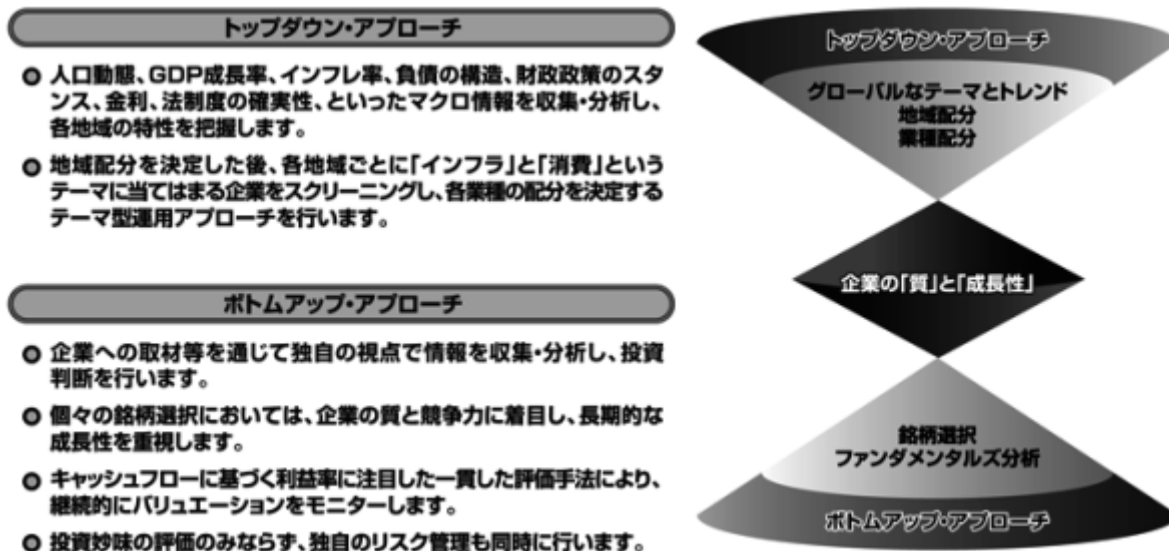 トップダウン・アプローチ
人口動態、GDP成長率、インフレ率、負債の構造、財政政策のスタ
ンス、金利、法制度の確実性、といったマクロ情報を収集・分析し、
各地域の特性を把握します。
地域配分を決定した後、各地域ごとに「インフラ」と「消費」という
テーマに当てはまる企業をスクリーニングし、各業種の配分を決定する
テーマ型運用アプローチを行います。
ボトムアップ・アプローチ
企業への取材等を通じて独自の視点で情報を収集・分析し、投資
判断を行います。
個々の銘柄選択においては、企業の質と競争力に着目し、長期的な
成長性を重視します。
キャッシュフローに基づく利益率に注目した一貫した評価手法により、
継続的にバリュエーションをモニターします。
投資妙味の評価のみならず、独自のリスク管理も同時に行います。
トップダウン・アプローチ
グローバルなテーマとトレンド
地域配分
業種配分
企業の「質」と「成長性」
銘柄選択
ファンダメンタルズ分析
ボトムアップ・アプローチ